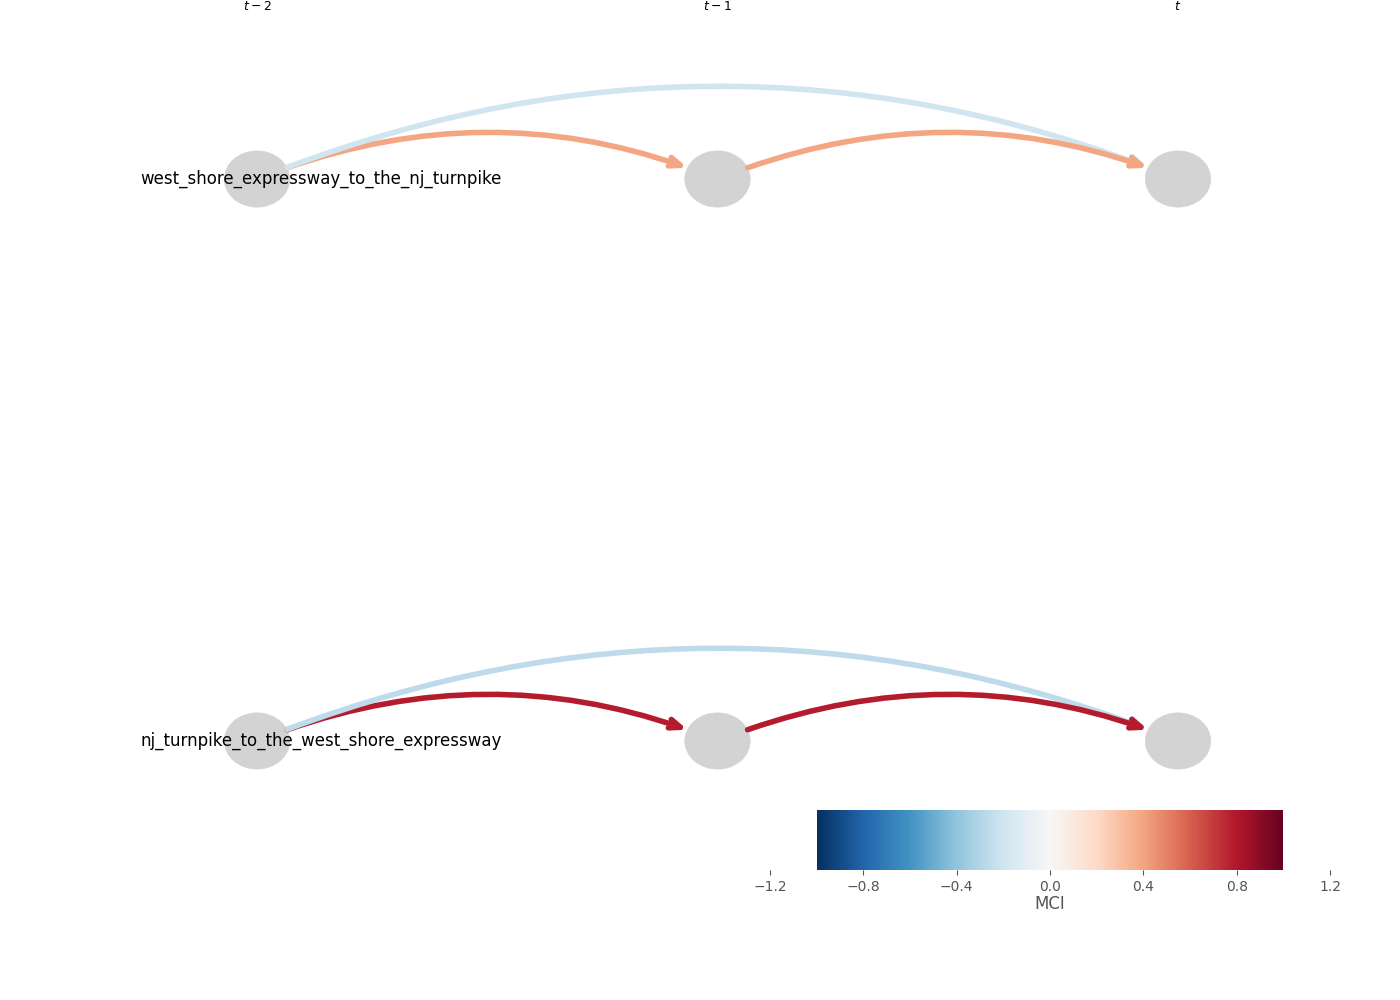 t − 2 t − 1 t
west_shore_expressway_to_the_nj_turnpike
nj_turnpike_to_the_west_shore_expressway
−1.2 −0.8 −0.4 0.0 0.4 0.8 1.2
MCI